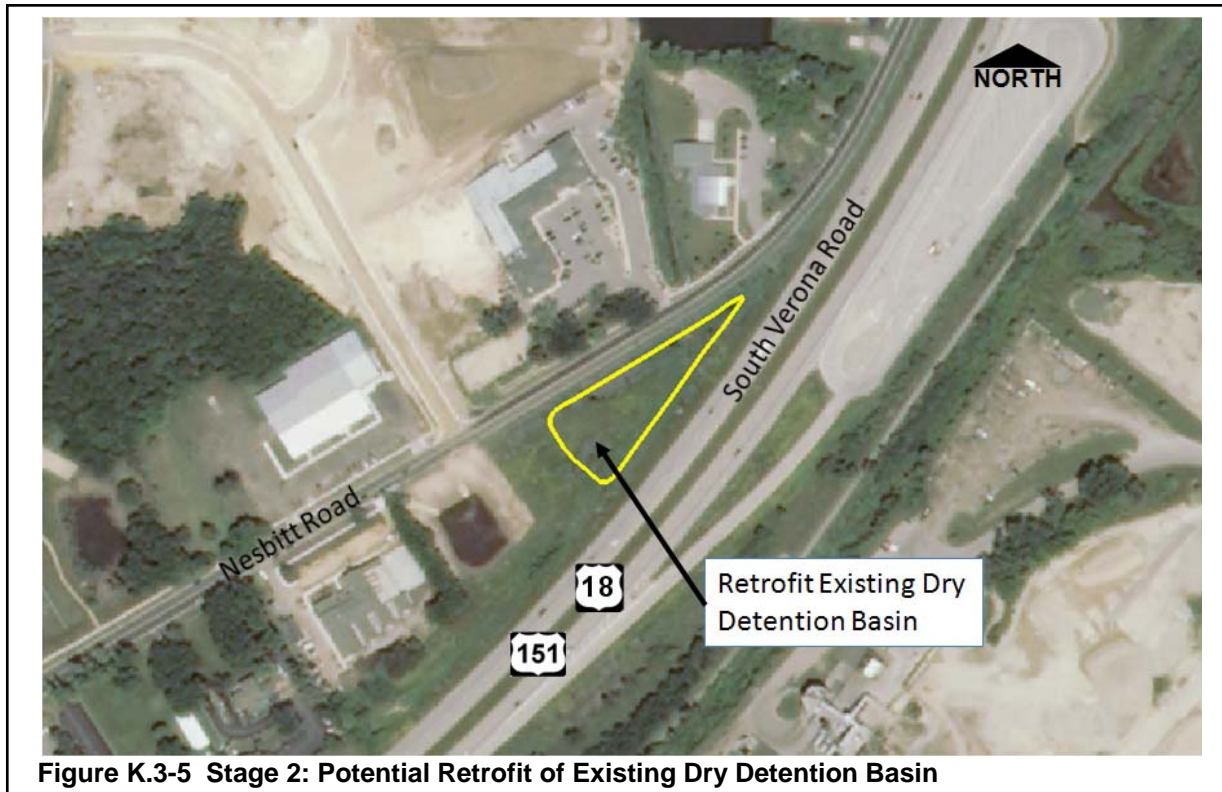 NORTH
South Verona Road
Nesbitt Road
18
151
Retrofit Existing Dry
Detention Basin
Figure K.3-5 Stage 2: Potential Retrofit of Existing Dry Detention Basin